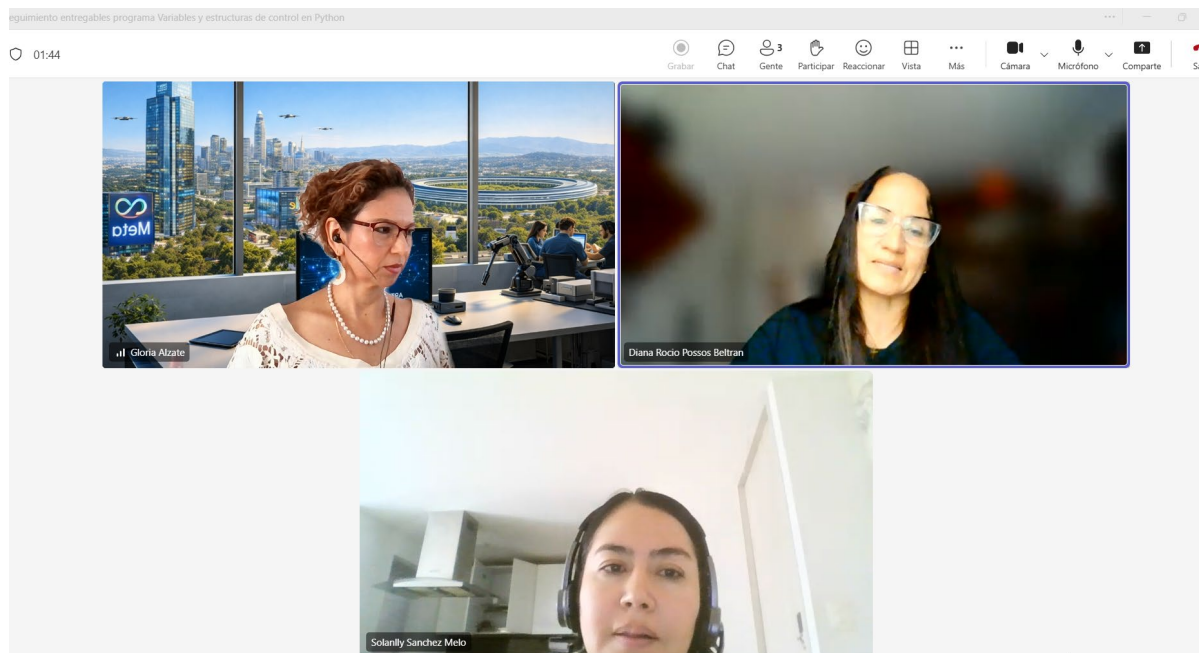 eguimiento entregables programa Variables y estructuras de control en Python
01:44
Grabar
Chat
3
Gente
Participar
Reaccionar
Vista
Más
Cámara
Micrófono
Comparte
Sa
Meta
Gloria Alzate
Diana Rocio Possos Beltran
Solanlly Sanchez Melo